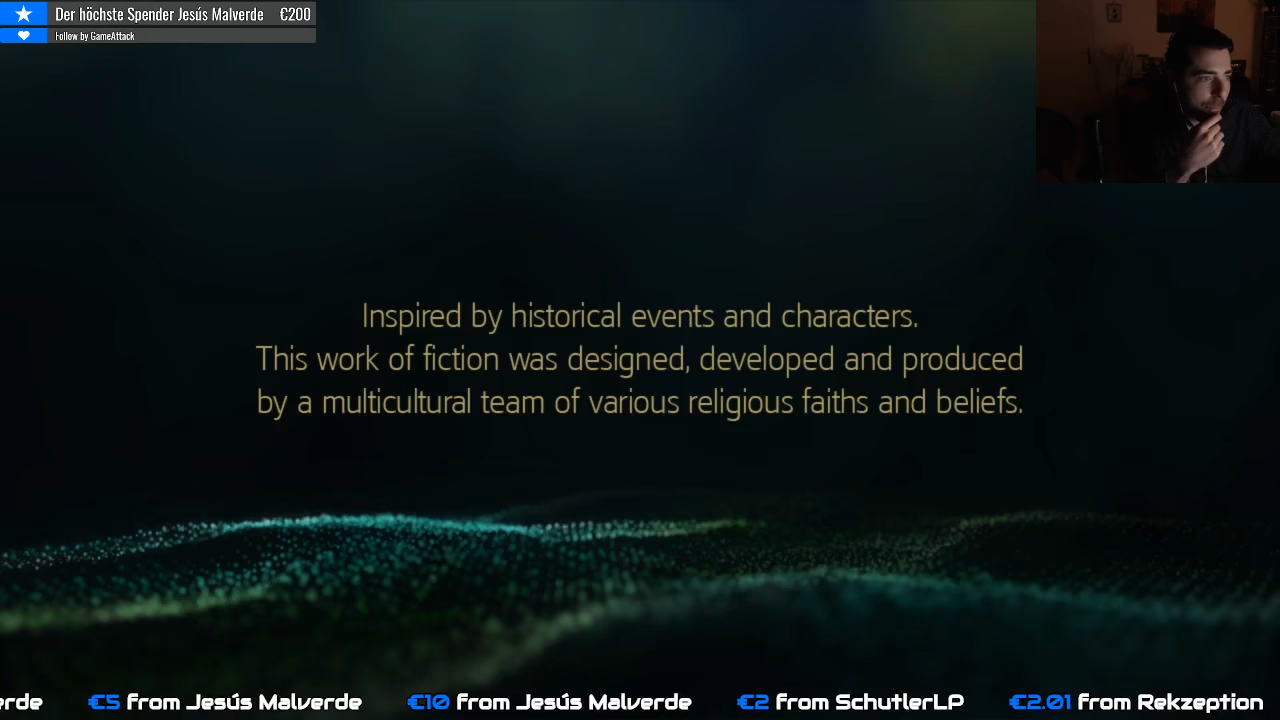 Der höchste Spender Jesús Malverde €200
Follow by GameAttack
Inspired by historical events and characters.
This work of fiction was designed, developed and produced
by a multicultural team of various religious faiths and beliefs.
erde €5 from Jesús Malverde €10 from Jesús Malverde €2 from SchutlerLP €2.01 from Rekzeption